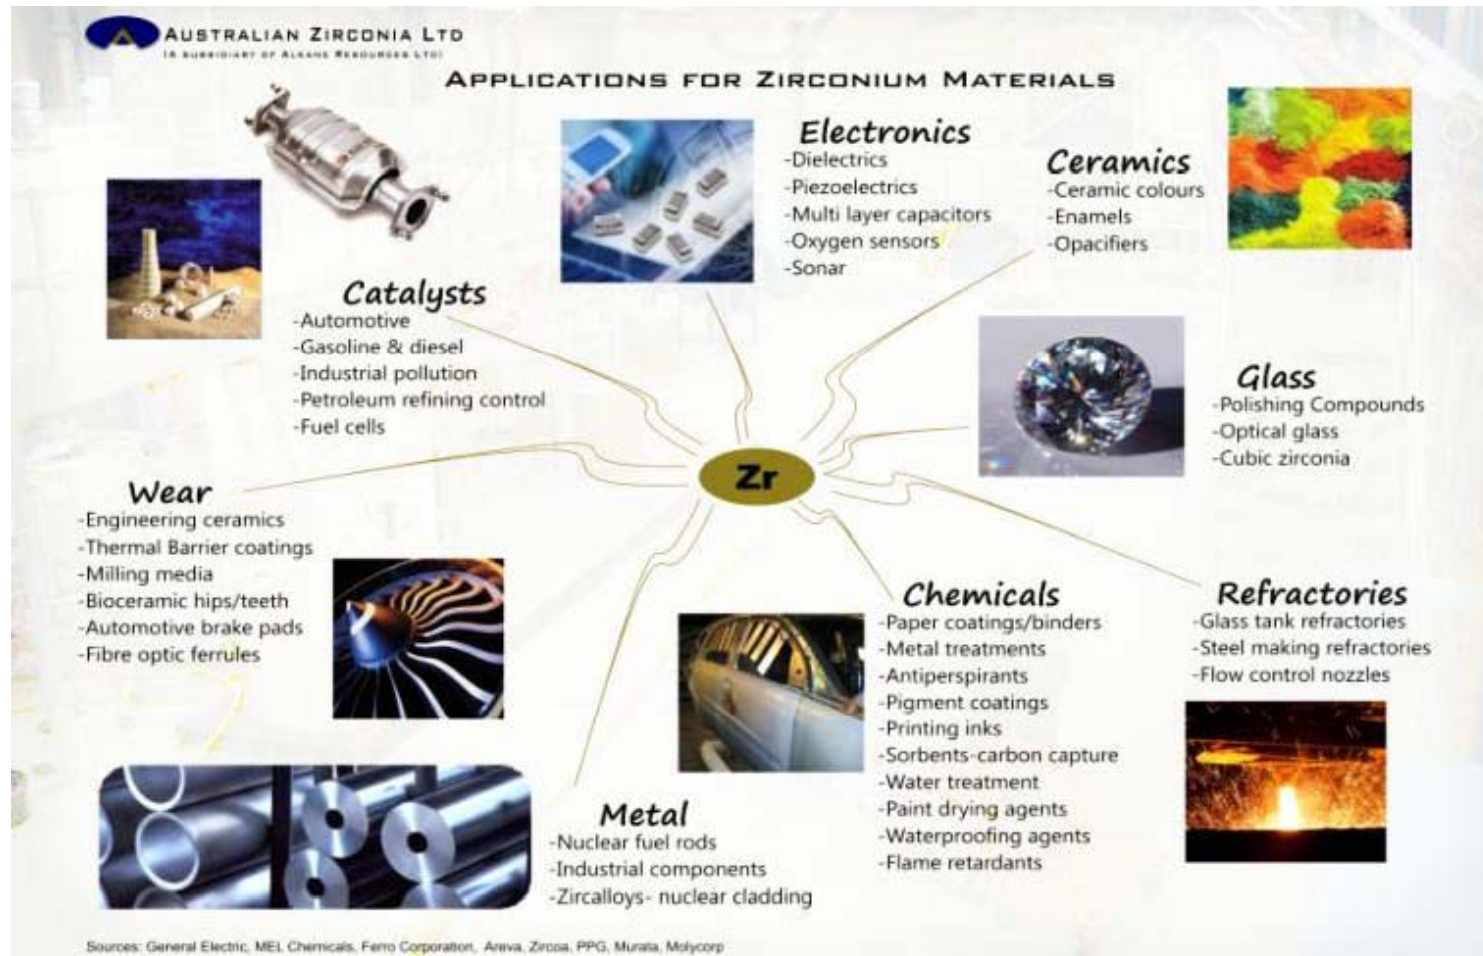 AUSTRALIAN ZIRCONIA LTD
(A SUBSIDIARY OF ALKANE RESOURCES LTD)
APPLICATIONS FOR ZIRCONIUM MATERIALS
Electronics
-Dielectrics
-Piezoelectrics
-Multi layer capacitors
-Oxygen sensors
-Sonar
Ceramics
-Ceramic colours
-Enamels
-Opacifiers
Catalysts
-Automotive
-Gasoline & diesel
-Industrial pollution
-Petroleum refining control
-Fuel cells
Glass
-Polishing Compounds
-Optical glass
-Cubic zirconia
Zr
Wear
-Engineering ceramics
-Thermal Barrier coatings
-Milling media
-Bioceramic hips/teeth
-Automotive brake pads
-Fibre optic ferrules
Chemicals
-Paper coatings/binders
-Metal treatments
-Antiperspirants
-Pigment coatings
-Printing inks
-Sorbents-carbon capture
-Water treatment
-Paint drying agents
-Waterproofing agents
-Flame retardants
Refractories
-Glass tank refractories
-Steel making refractories
-Flow control nozzles
Metal
-Nuclear fuel rods
-Industrial components
-Zircalloys- nuclear cladding
Sources: General Electric, MEL Chemicals, Ferro Corporation, Areva, Zircoa, PPG, Murata, Molycorp